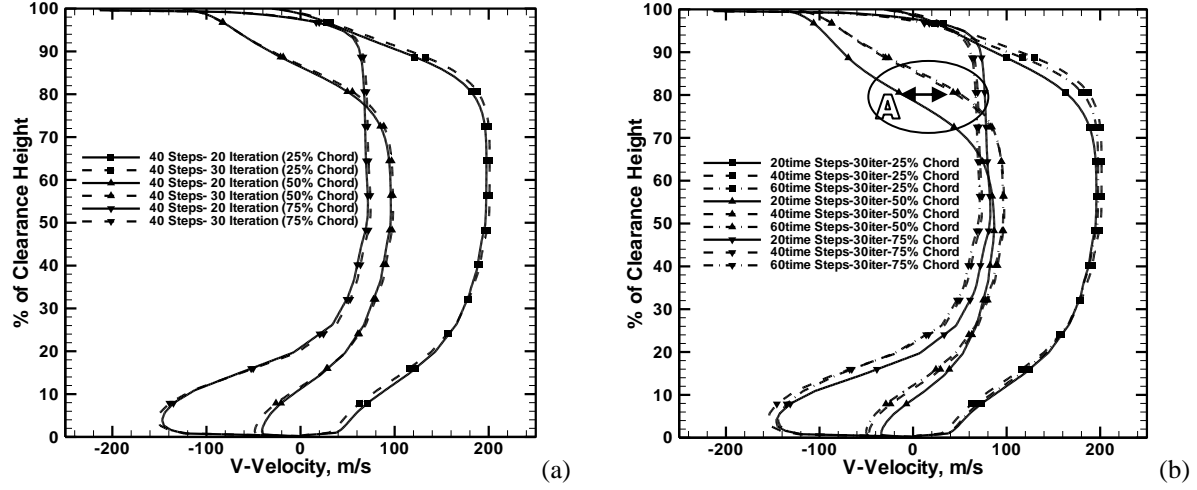 100
90
80
70
60
50
40
30
20
10
0
% of Clearance Height
40 Steps- 20 Iteration (25% Chord)
40 Steps- 30 Iteration (25% Chord)
40 Steps- 20 Iteration (50% Chord)
40 Steps- 30 Iteration (50% Chord)
40 Steps- 20 Iteration (75% Chord)
40 Steps- 30 Iteration (75% Chord)
-200 -100 0 100 200
V-Velocity, m/s
(a)
100
90
80
70
60
50
40
30
20
10
0
% of Clearance Height
A
20time Steps-30iter-25% Chord
40time Steps-30iter-25% Chord
60time Steps-30iter-25% Chord
20time Steps-30iter-50% Chord
40time Steps-30iter-50% Chord
60time Steps-30iter-50% Chord
20time Steps-30iter-75% Chord
40time Steps-30iter-75% Chord
60time Steps-30iter-75% Chord
-200 -100 0 100 200
V-Velocity, m/s
(b)